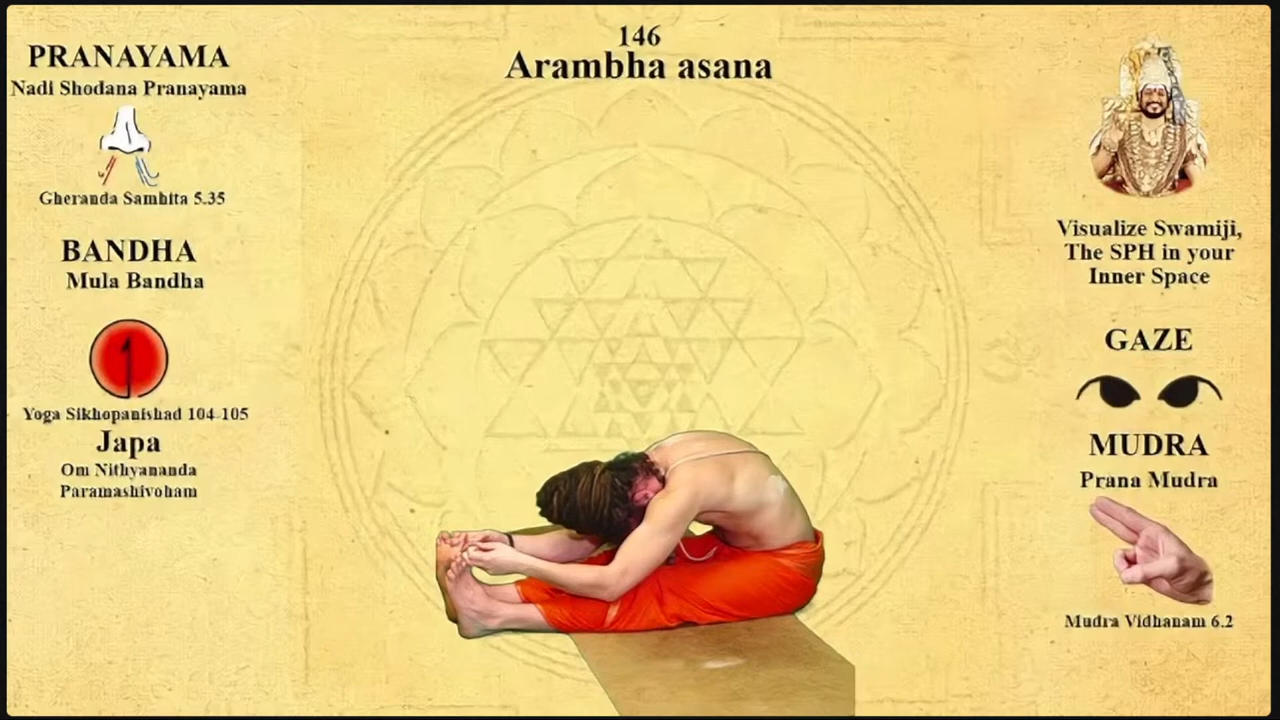 146
Arambha asana
PRANAYAMA
Nadi Shodana Pranayama
Gheranda Samhita 5.35
BANDHA
Mula Bandha
Yoga Sikhopanishad 104-105
Japa
Om Nithyananda
Paramashivoham
Visualize Swamiji,
The SPH in your
Inner Space
GAZE
MUDRA
Prana Mudra
Mudra Vidhanam 6.2